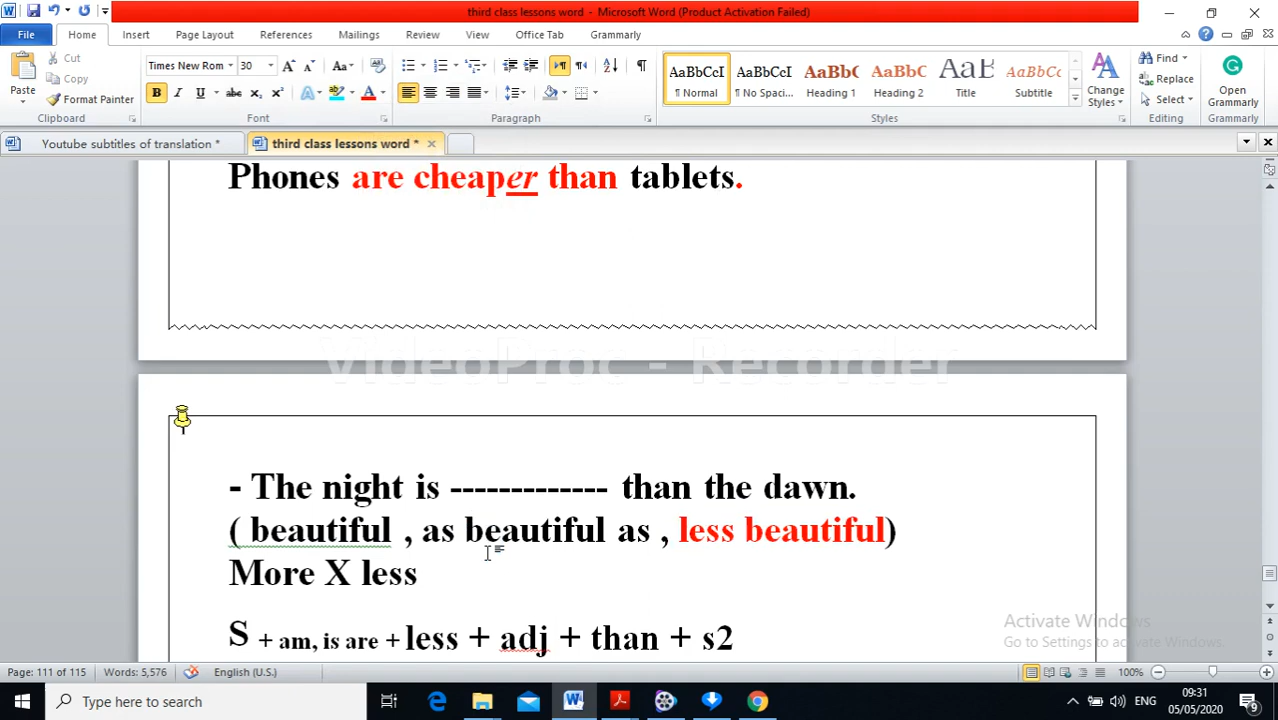 third class lessons word - Microsoft Word (Product Activation Failed)
File Home Insert Page Layout References Mailings Review View Office Tab Grammarly
Paste
Cut
Copy
Format Painter
Clipboard
Times New Rom 30
B I U abc x₂ x²
Font
Paragraph
AaBbCcI AaBbCcI AaBbC AaBbC AaB AaBbCc
¶ Normal ¶ No Spaci... Heading 1 Heading 2 Title Subtitle
Change Styles
Styles
Find
Replace
Select
Editing
Open Grammarly
Grammarly
Youtube subtitles of translation * third class lessons word *
Phones are cheaper than tablets.
VideoProc - Recorder
- The night is ------------- than the dawn.
( beautiful , as beautiful as , less beautiful)
More X less
S + am, is are + less + adj + than + s2
Activate Windows
Go to Settings to activate Windows.
Page: 111 of 115 Words: 5,576 English (U.S.) 100%
Type here to search
ENG 09:31
05/05/2020
9